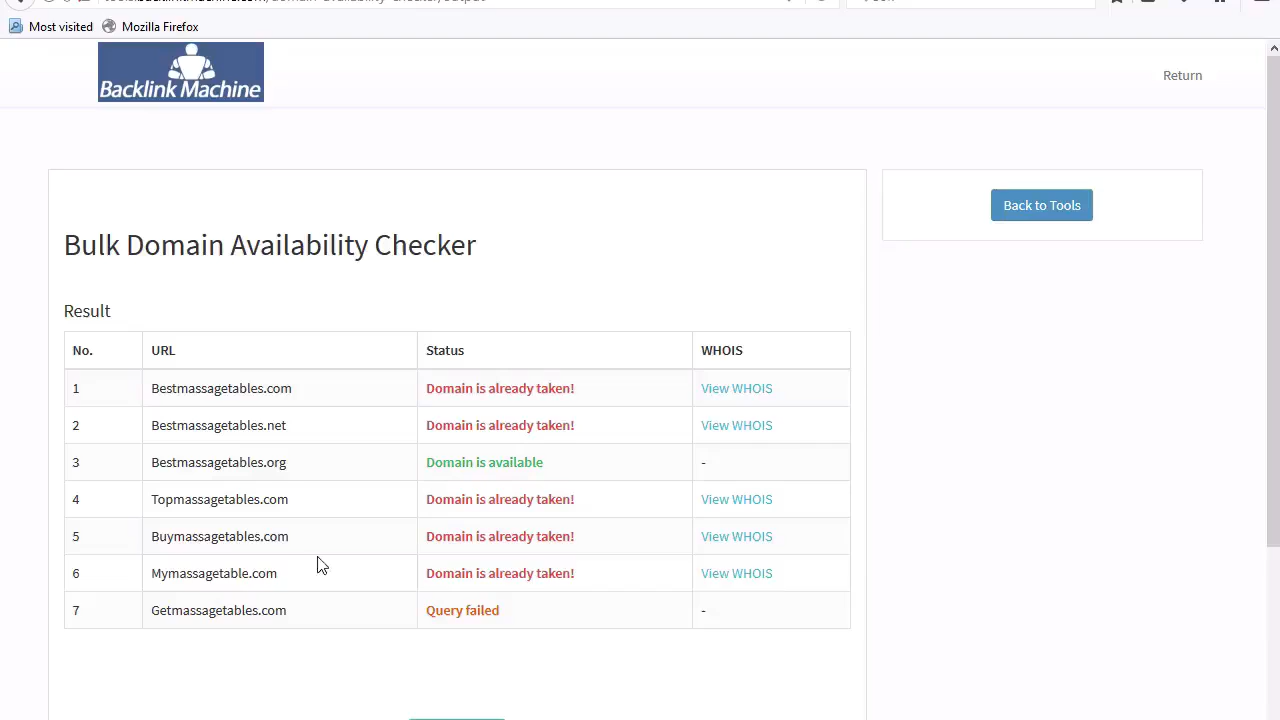 Most visited Mozilla Firefox
Backlink Machine
Return
Back to Tools
Bulk Domain Availability Checker
Result
No. URL Status WHOIS
1 Bestmassagetables.com Domain is already taken! View WHOIS
2 Bestmassagetables.net Domain is already taken! View WHOIS
3 Bestmassagetables.org Domain is available -
4 Topmassagetables.com Domain is already taken! View WHOIS
5 Buymassagetables.com Domain is already taken! View WHOIS
6 Mymassagetable.com Domain is already taken! View WHOIS
7 Getmassagetables.com Query failed -